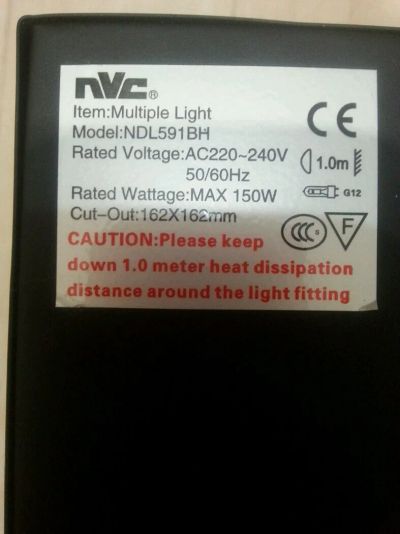 nvc®
Item:Multiple Light
Model:NDL591BH
Rated Voltage:AC220~240V
50/60Hz
1.0m
Rated Wattage:MAX 150W
G12
Cut-Out:162X162mm
CE
CCC S
F
CAUTION:Please keep
down 1.0 meter heat dissipation
distance around the light fitting